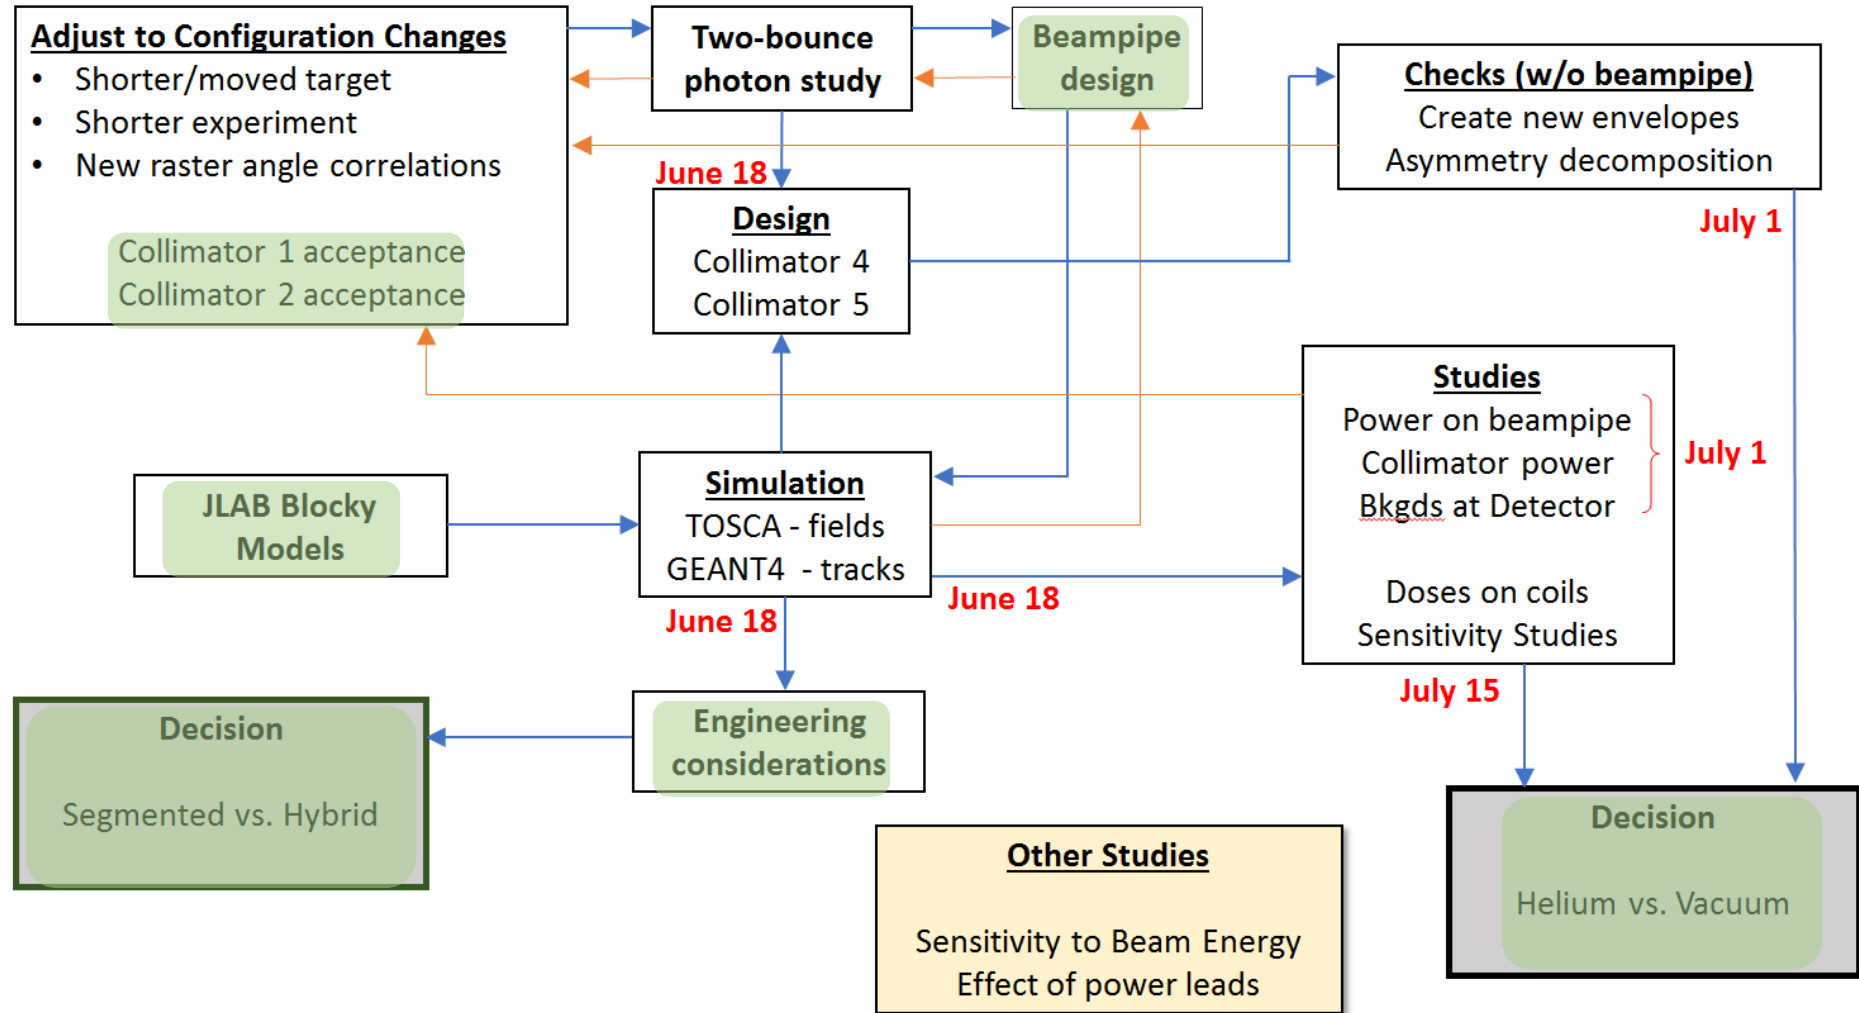 Adjust to Configuration Changes
• Shorter/moved target
• Shorter experiment
• New raster angle correlations
Collimator 1 acceptance
Collimator 2 acceptance
Two-bounce
photon study
Beampipe
design
Checks (w/o beampipe)
Create new envelopes
Asymmetry decomposition
June 18
July 1
Design
Collimator 4
Collimator 5
Studies
Power on beampipe
Collimator power
Bkgds at Detector
July 1
Doses on coils
Sensitivity Studies
JLAB Blocky
Models
Simulation
TOSCA - fields
GEANT4 - tracks
June 18
June 18
July 15
Decision
Segmented vs. Hybrid
Engineering
considerations
Other Studies
Sensitivity to Beam Energy
Effect of power leads
Decision
Helium vs. Vacuum